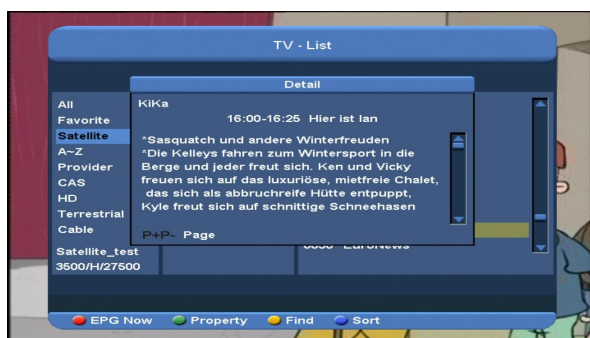 TV - List
Detail
All
Favorite
Satellite
A~Z
Provider
CAS
HD
Terrestrial
Cable
Satellite_test
3500/H/27500
KiKa
16:00-16:25 Hier ist Ian
*Sasquatch und andere Winterfreuden
*Die Kelleys fahren zum Wintersport in die
Berge und jeder freut sich. Ken und Vicky
freuen sich auf das luxuriöse, mietfreie Chalet,
das sich als abbruchreife Hütte entpuppt,
Kyle freut sich auf schnittige Schneehasen
P+P- Page
EuroNews
EPG Now
Property
Find
Sort